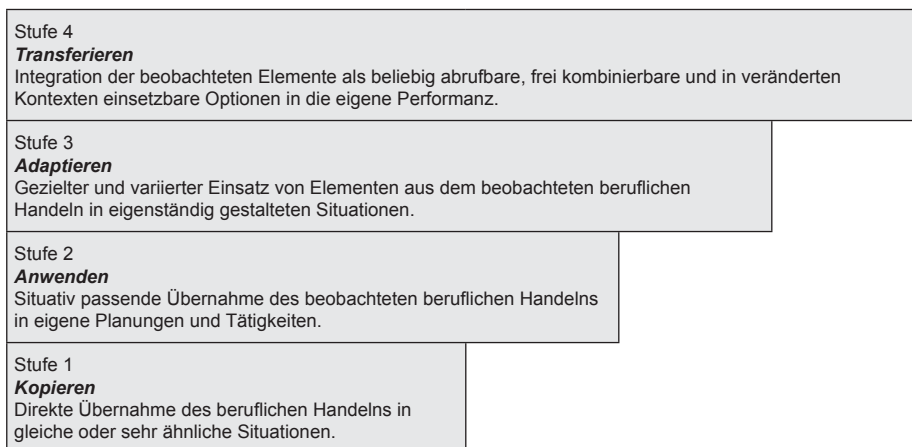 Stufe 4
Transferieren
Integration der beobachteten Elemente als beliebig abrufbare, frei kombinierbare und in veränderten
Kontexten einsetzbare Optionen in die eigene Performanz.
Stufe 3
Adaptieren
Gezielter und variierter Einsatz von Elementen aus dem beobachteten beruflichen
Handeln in eigenständig gestalteten Situationen.
Stufe 2
Anwenden
Situativ passende Übernahme des beobachteten beruflichen Handelns
in eigene Planungen und Tätigkeiten.
Stufe 1
Kopieren
Direkte Übernahme des beruflichen Handelns in
gleiche oder sehr ähnliche Situationen.